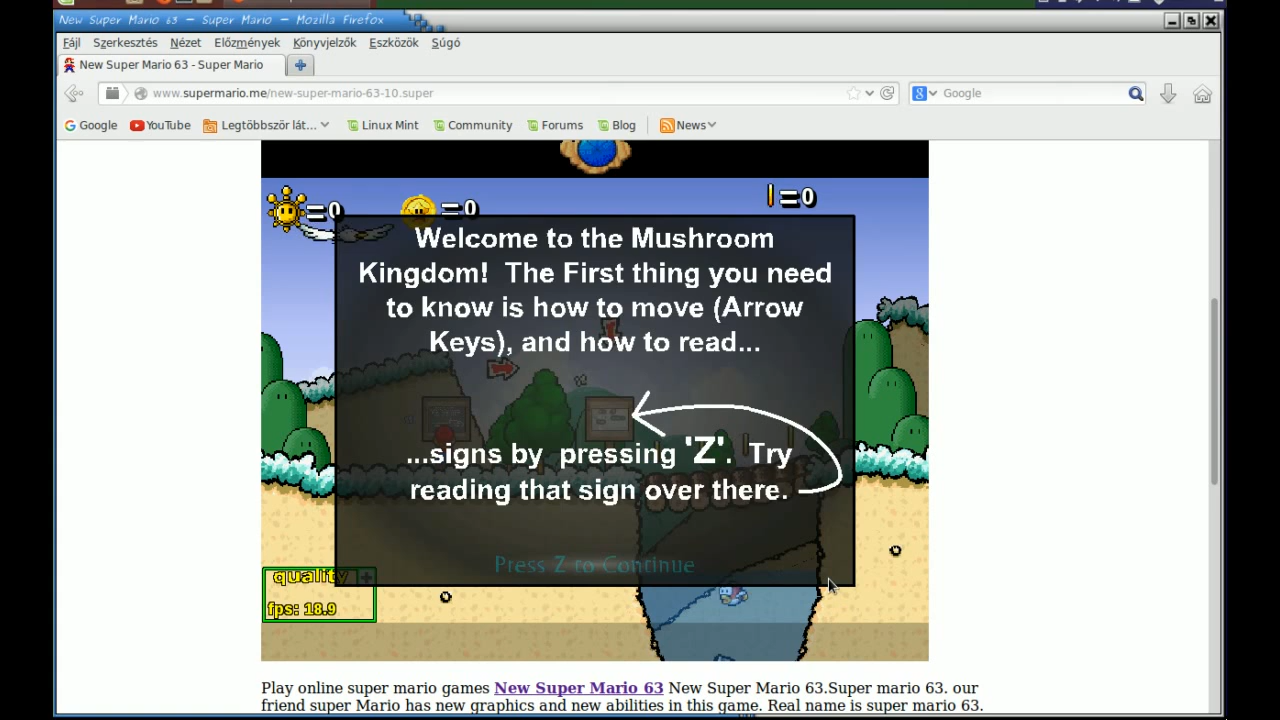 New Super Mario 63 - Super Mario - Mozilla Firefox
Fájl Szerkesztés Nézet Előzmények Könyvjelzők Eszközök Súgó
New Super Mario 63 - Super Mario
www.supermario.me/new-super-mario-63-10.super
Google
Google YouTube Legtöbbször lát... Linux Mint Community Forums Blog News
=0 =0 =0
Welcome to the Mushroom
Kingdom! The First thing you need
to know is how to move (Arrow
Keys), and how to read...
...signs by pressing 'Z'. Try
reading that sign over there.
Press Z to Continue
quality +
fps: 18.9
Play online super mario games New Super Mario 63 New Super Mario 63.Super mario 63. our
friend super Mario has new graphics and new abilities in this game. Real name is super mario 63.